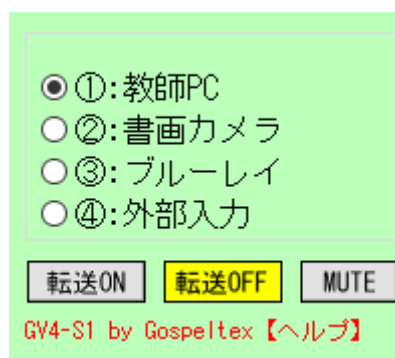 ①:教師PC
②:書画カメラ
③:ブルーレイ
④:外部入力
転送ON 転送OFF MUTE
GV4-S1 by Gospeltex【ヘルプ】